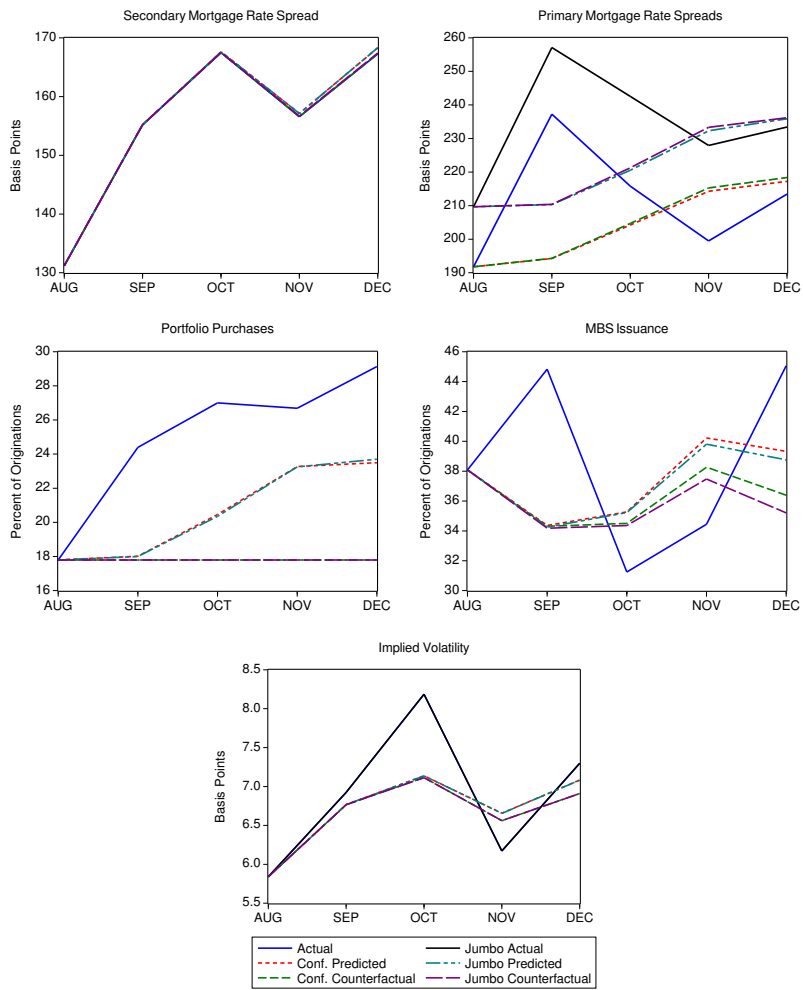 Secondary Mortgage Rate Spread
Primary Mortgage Rate Spreads
170
160
150
140
130
Basis Points
AUG SEP OCT NOV DEC
260
250
240
230
220
210
200
190
Basis Points
AUG SEP OCT NOV DEC
Portfolio Purchases
MBS Issuance
30
28
26
24
22
20
18
16
Percent of Originations
AUG SEP OCT NOV DEC
46
44
42
40
38
36
34
32
30
Percent of Originations
AUG SEP OCT NOV DEC
Implied Volatility
8.5
8.0
7.5
7.0
6.5
6.0
5.5
Basis Points
AUG SEP OCT NOV DEC
Actual Jumbo Actual
Conf. Predicted Jumbo Predicted
Conf. Counterfactual Jumbo Counterfactual